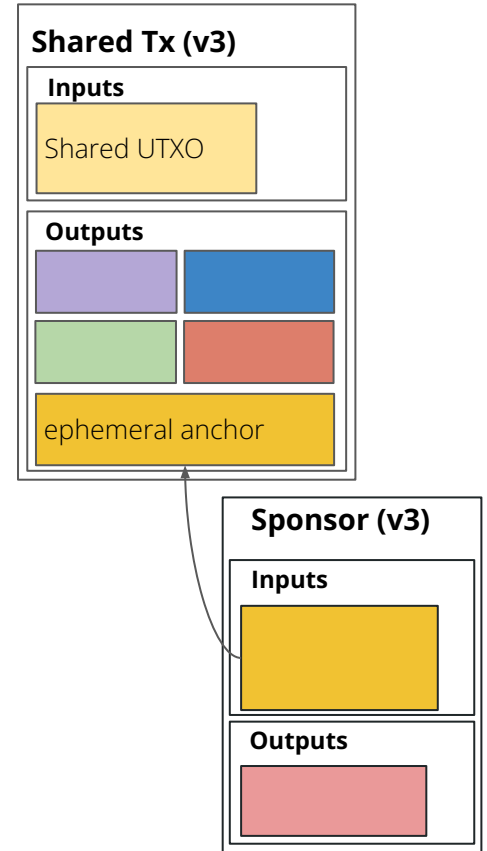 Shared Tx (v3)
Inputs
Shared UTXO
Outputs
ephemeral anchor
Sponsor (v3)
Inputs
Outputs